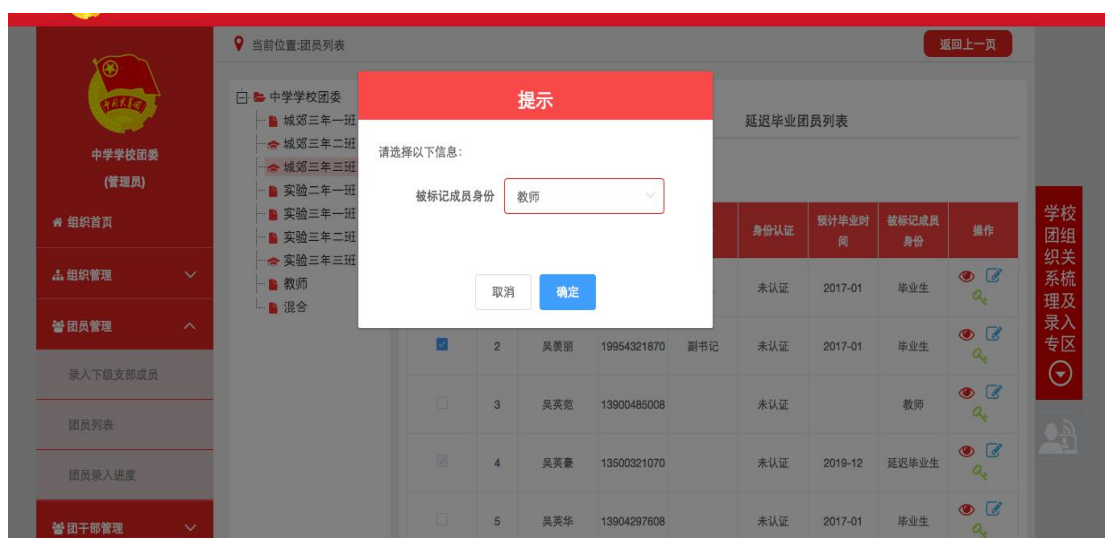 当前位置:团员列表
返回上一页
中学学校团委
(管理员)
组织首页
组织管理
团员管理
录入下级支部成员
团员列表
团员录入进度
团干部管理
中学学校团委
城郊三年一班
城郊三年二班
城郊三年三班
实验二年一班
实验三年一班
实验三年二班
实验三年三班
教师
混合
提示
请选择以下信息:
被标记成员身份 教师
取消 确定
延迟毕业团员列表
身份认证 预计毕业时间 被标记成员身份 操作
未认证 2017-01 毕业生
2 吴羡丽 19954321870 副书记 未认证 2017-01 毕业生
3 吴英范 13900485008 未认证 教师
4 吴英豪 13500321070 未认证 2019-12 延迟毕业生
5 吴英华 13904297608 未认证 2017-01 毕业生
学校
团组
织关
系梳
理及
录入
专区